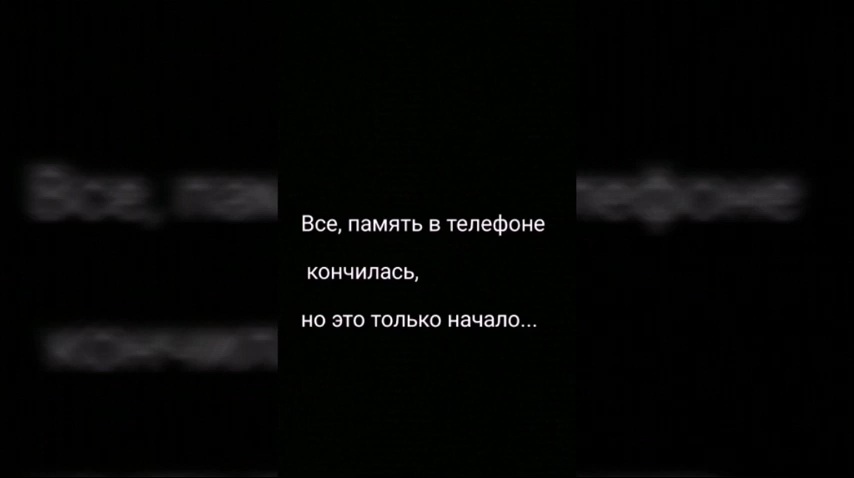 Все, память в телефоне
кончилась,
но это только начало...